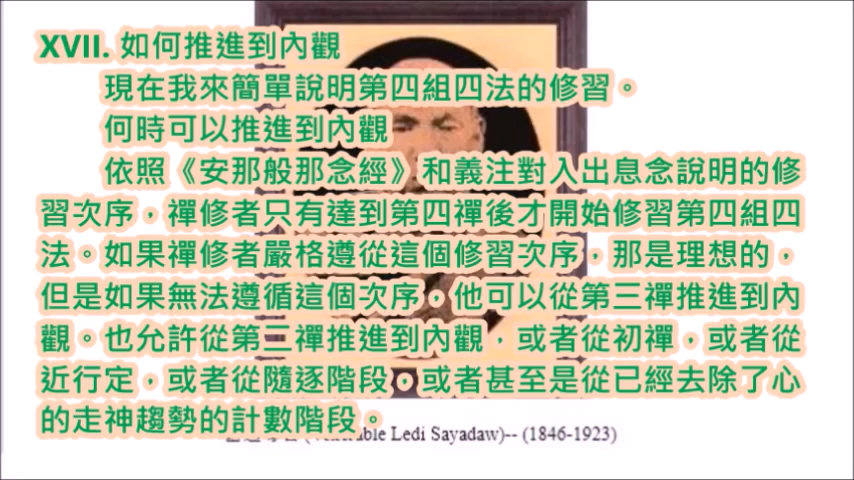 XVII. 如何推進到內觀
現在我來簡單說明第四組四法的修習。
何時可以推進到內觀
依照《安那般那念經》和義注對入出息念說明的修
習次序，禪修者只有達到第四禪後才開始修習第四組四
法。如果禪修者嚴格遵從這個修習次序，那是理想的，
但是如果無法遵循這個次序。他可以從第三禪推進到內
觀。也允許從第二禪推進到內觀，或者從初禪，或者從
近行定，或者從隨逐階段，或者甚至是從已經去除了心
的走神趨勢的計數階段。
Ledi Sayadaw)-- (1846-1923)